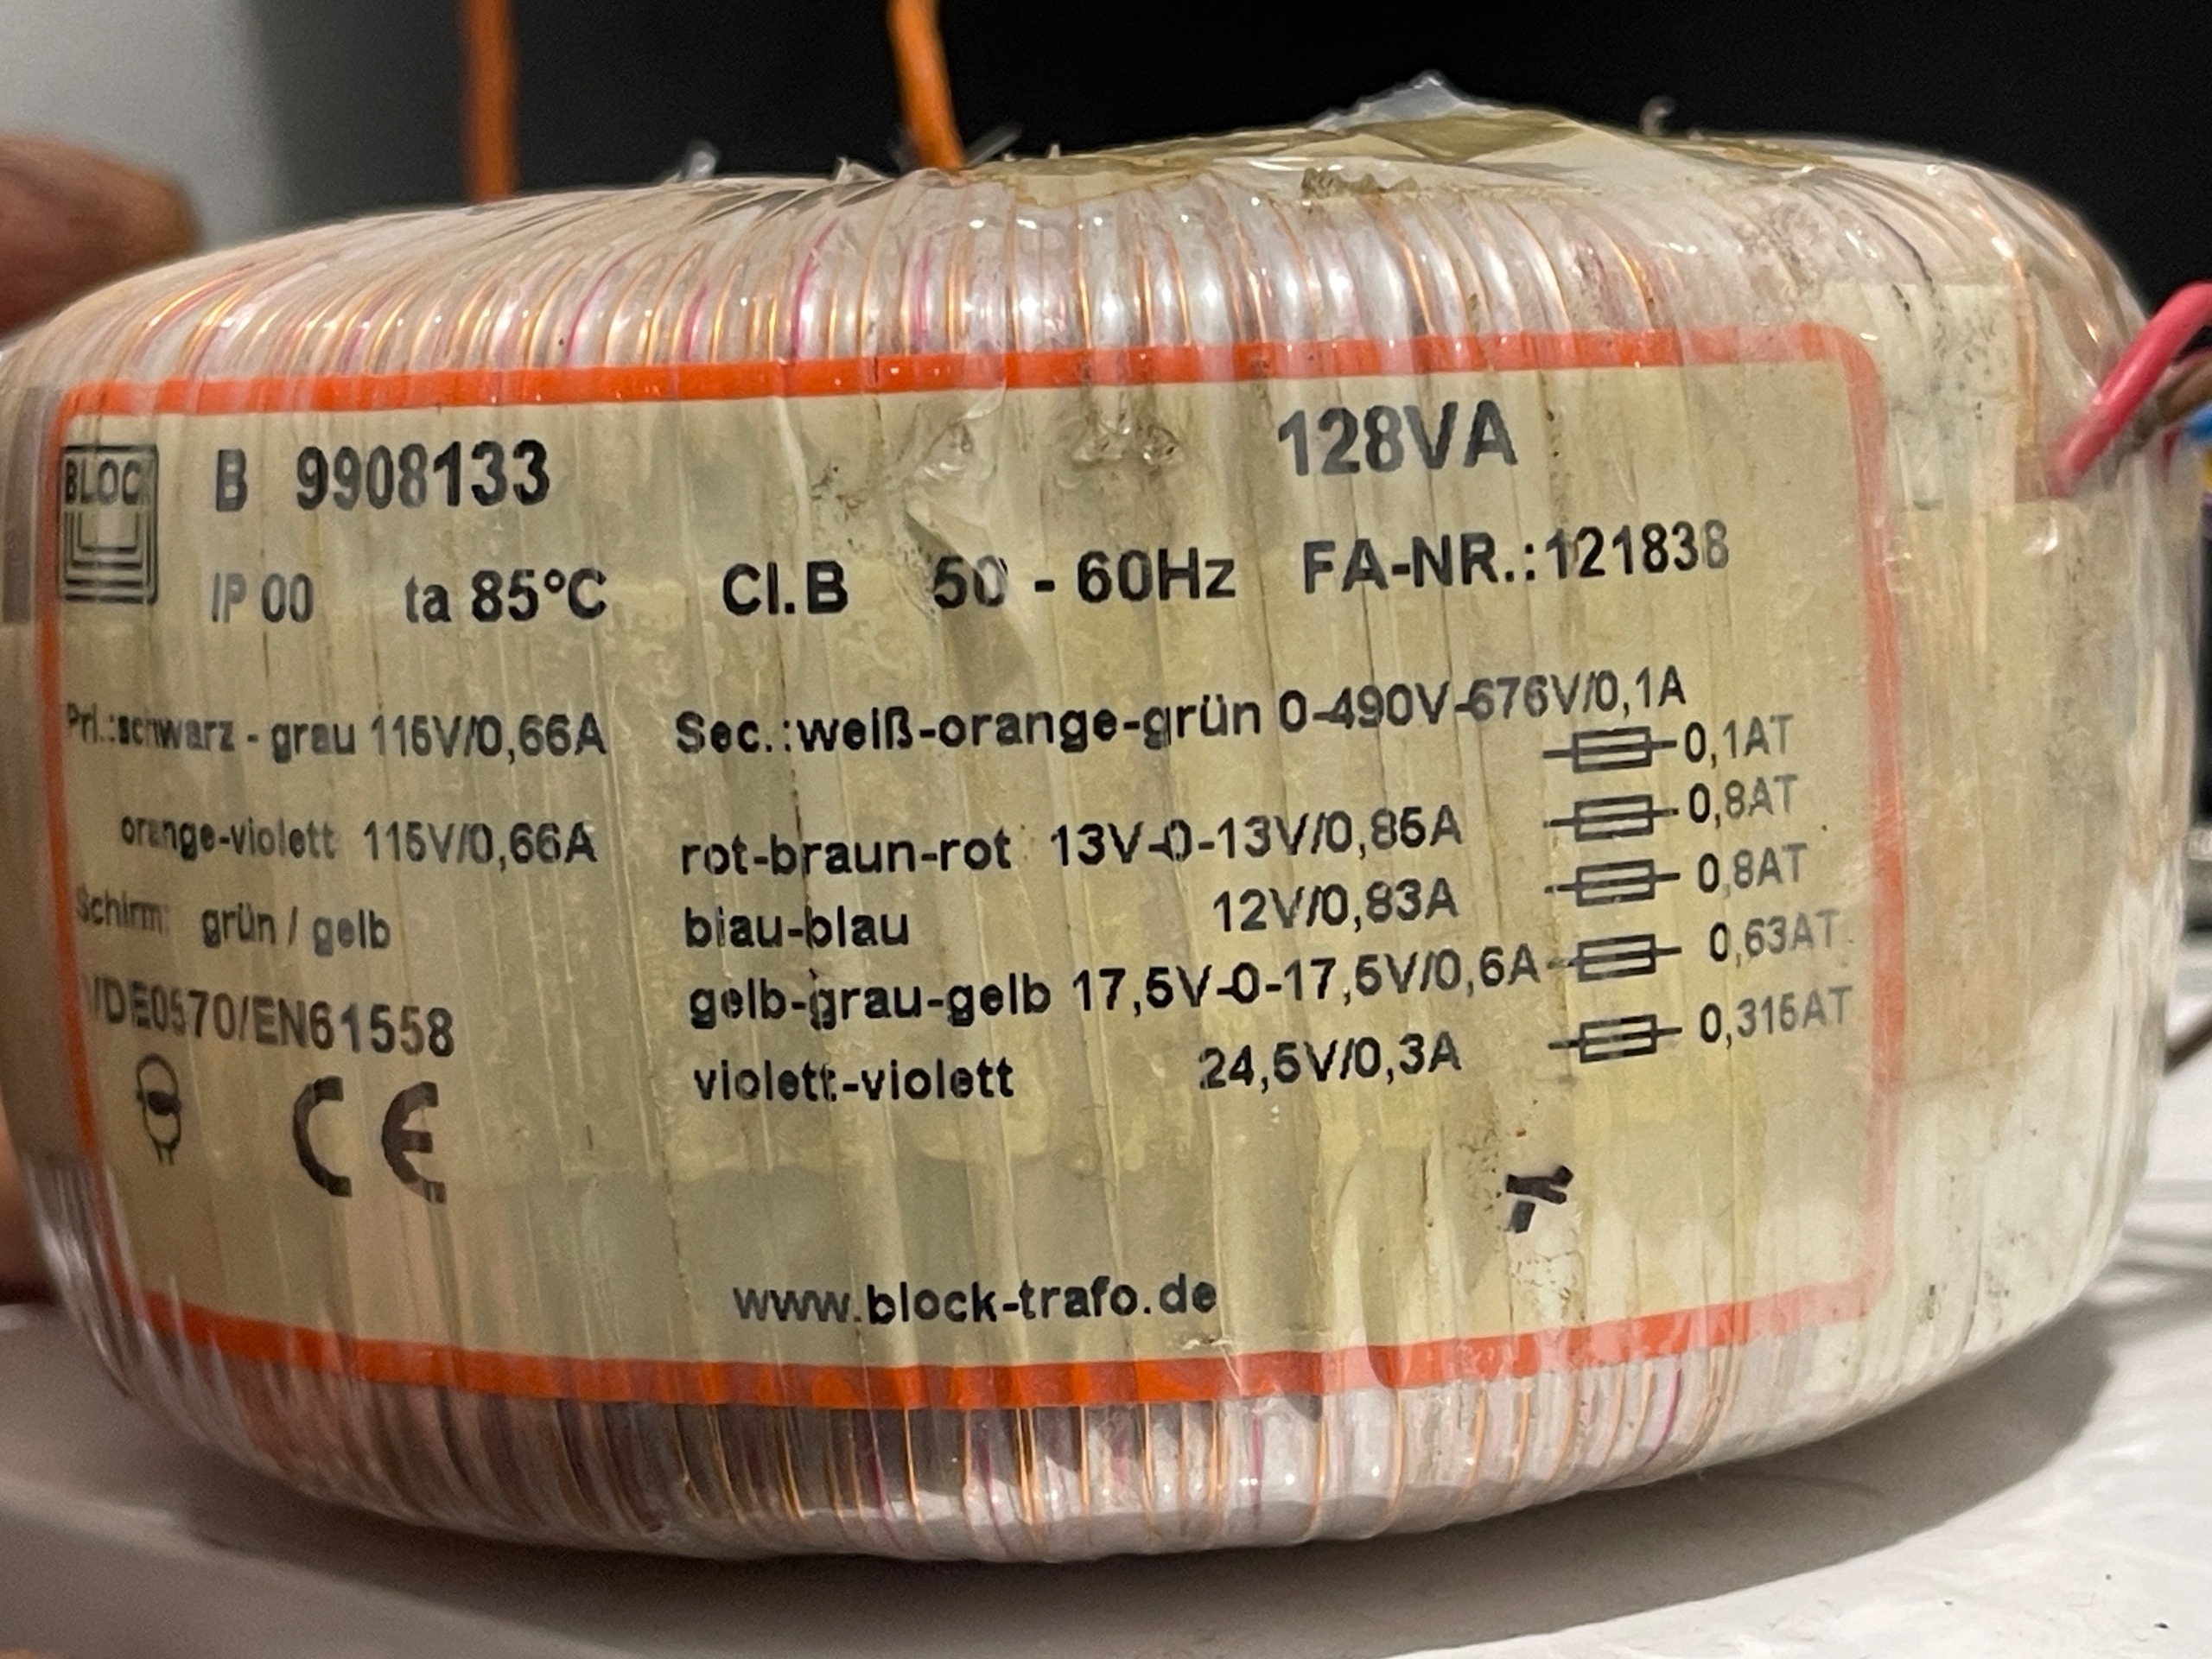 BLOCK
B 9908133 128VA
IP 00 ta 85°C Cl.B 50 - 60Hz FA-NR.:121838
Pri.:schwarz - grau 115V/0,66A Sec.:weiß-orange-grün 0-490V-676V/0,1A
0,1AT
orange-violett 115V/0,66A rot-braun-rot 13V-0-13V/0,85A 0,8AT
Schirm: grün / gelb blau-blau 12V/0,83A 0,8AT
VDE0570/EN61558 gelb-grau-gelb 17,5V-0-17,5V/0,6A 0,63AT
violett-violett 24,5V/0,3A 0,315AT
CE
www.block-trafo.de